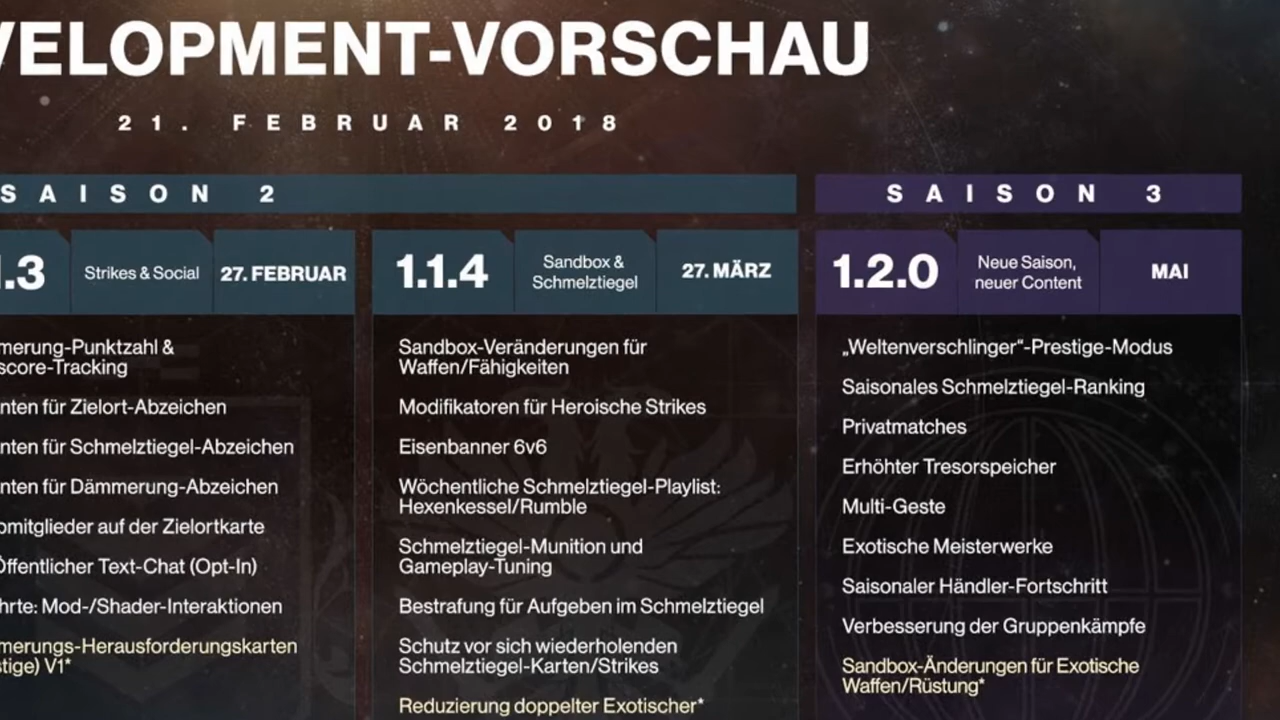 VELOPMENT-VORSCHAU
21. FEBRUAR 2018
SAISON 2
SAISON 3
1.3
Strikes & Social
27. FEBRUAR
1.1.4
Sandbox &
Schmelztiegel
27. MÄRZ
1.2.0
Neue Saison,
neuer Content
MAI
merung-Punktzahl &
score-Tracking
nten für Zielort-Abzeichen
nten für Schmelztiegel-Abzeichen
nten für Dämmerung-Abzeichen
mitglieder auf der Zielortkarte
Öffentlicher Text-Chat (Opt-In)
hrte: Mod-/Shader-Interaktionen
merungs-Herausforderungskarten
stige) V1*
Sandbox-Veränderungen für
Waffen/Fähigkeiten
Modifikatoren für Heroische Strikes
Eisenbanner 6v6
Wöchentliche Schmelztiegel-Playlist:
Hexenkessel/Rumble
Schmelztiegel-Munition und
Gameplay-Tuning
Bestrafung für Aufgeben im Schmelztiegel
Schutz vor sich wiederholenden
Schmelztiegel-Karten/Strikes
Reduzierung doppelter Exotischer*
„Weltenverschlinger“-Prestige-Modus
Saisonales Schmelztiegel-Ranking
Privatmatches
Erhöhter Tresorspeicher
Multi-Geste
Exotische Meisterwerke
Saisonaler Händler-Fortschritt
Verbesserung der Gruppenkämpfe
Sandbox-Änderungen für Exotische
Waffen/Rüstung*